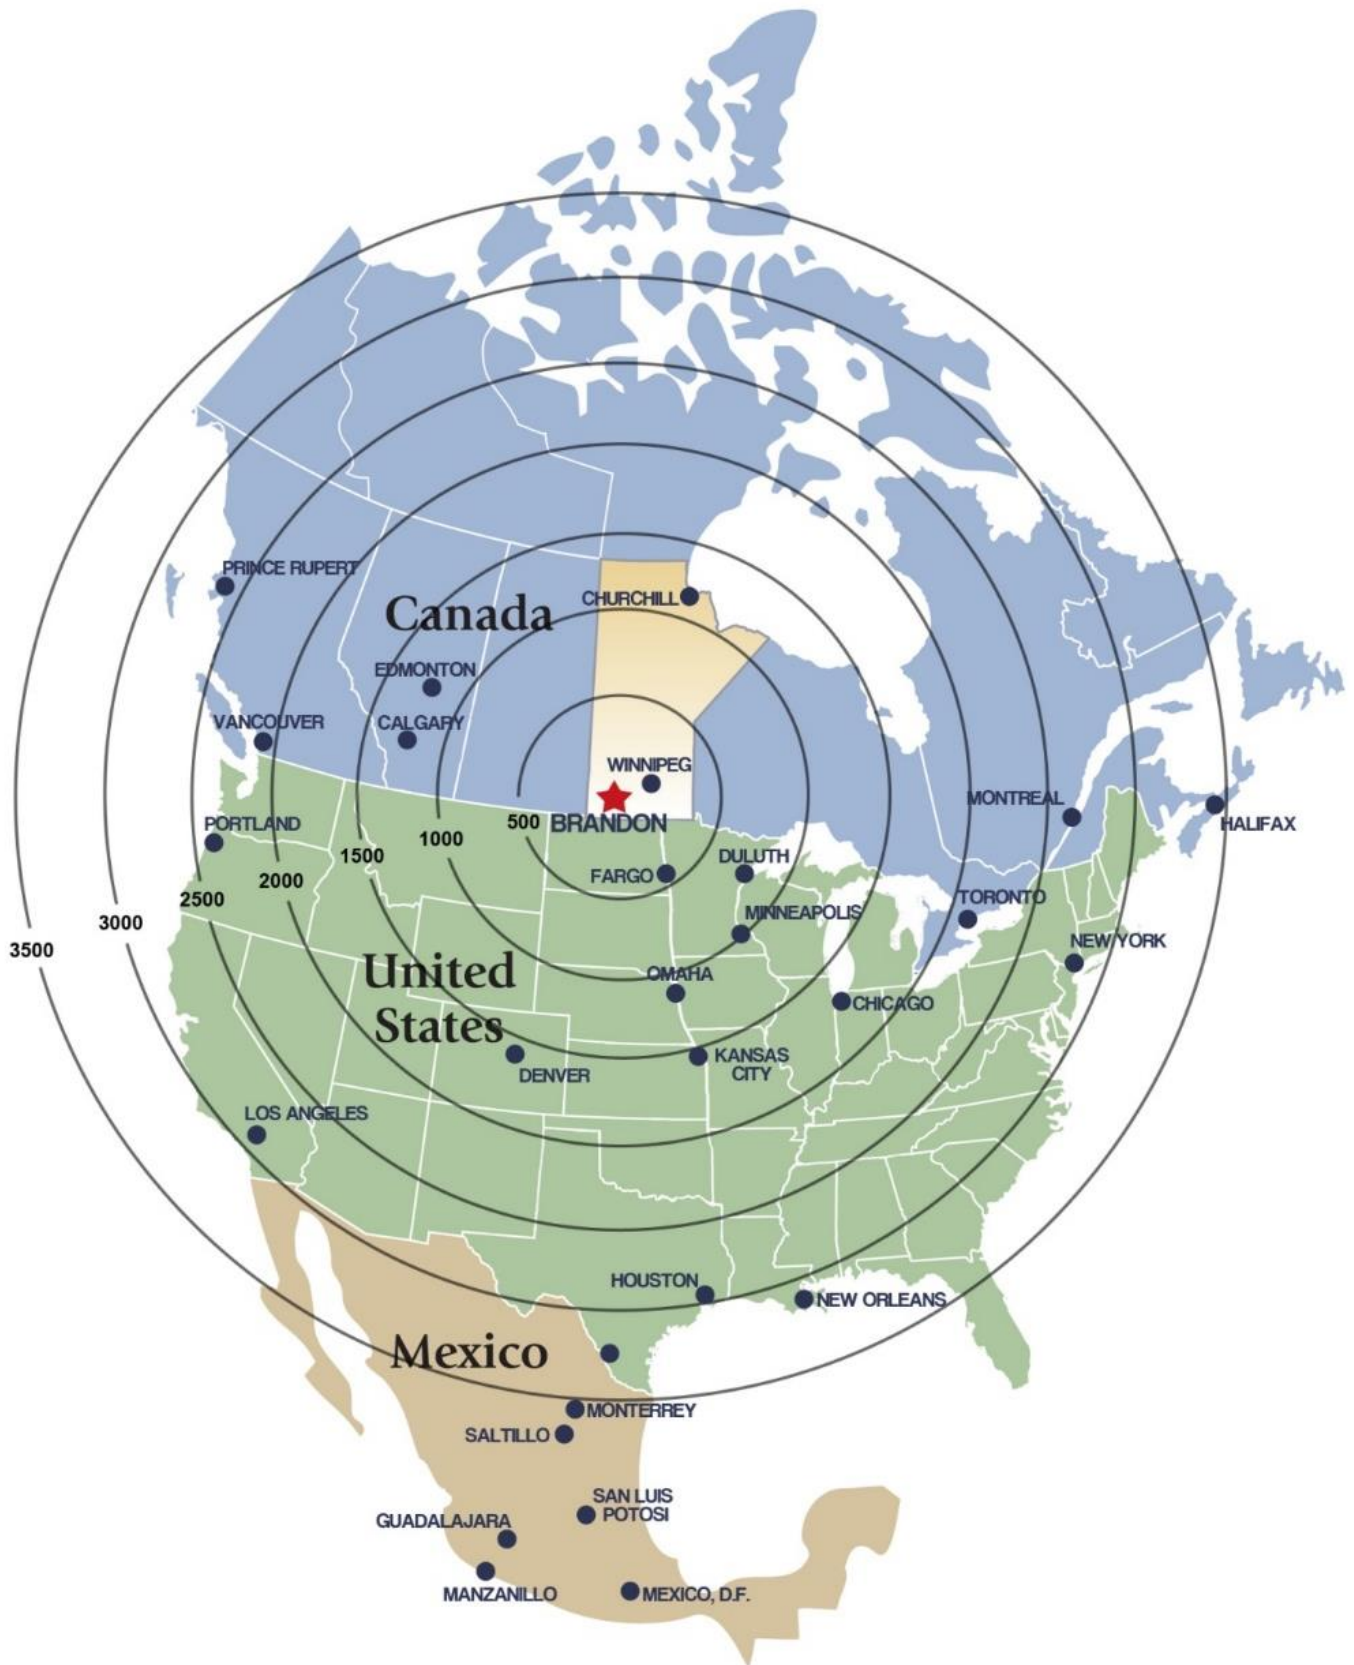 PRINCE RUPERT
CHURCHILL
Canada
EDMONTON
VANCOUVER
CALGARY
WINNIPEG
MONTREAL
PORTLAND
500
BRANDON
HALIFAX
1000
1500
DULUTH
FARGO
2000
2500
TORONTO
3000
MINNEAPOLIS
3500
NEW YORK
United
States
OMAHA
CHICAGO
KANSAS
CITY
DENVER
LOS ANGELES
HOUSTON
NEW ORLEANS
Mexico
MONTERREY
SALTILLO
SAN LUIS
POTOSI
GUADALAJARA
MANZANILLO
MEXICO, D.F.